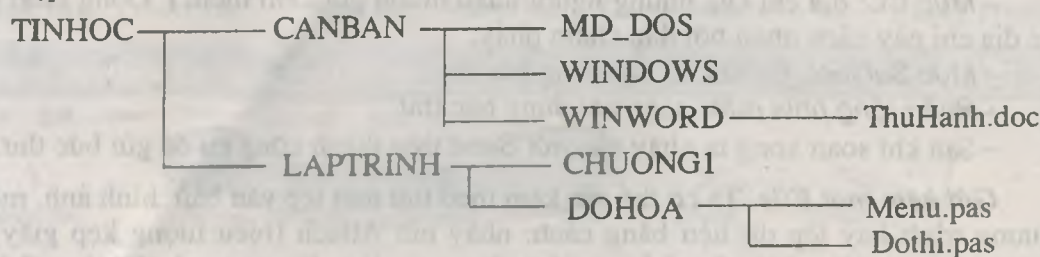 TINHOC CANBAN MD_DOS
WINDOWS
WINWORD ThuHanh.doc
LAPTRINH CHUONG1
DOHOA Menu.pas
Dothi.pas